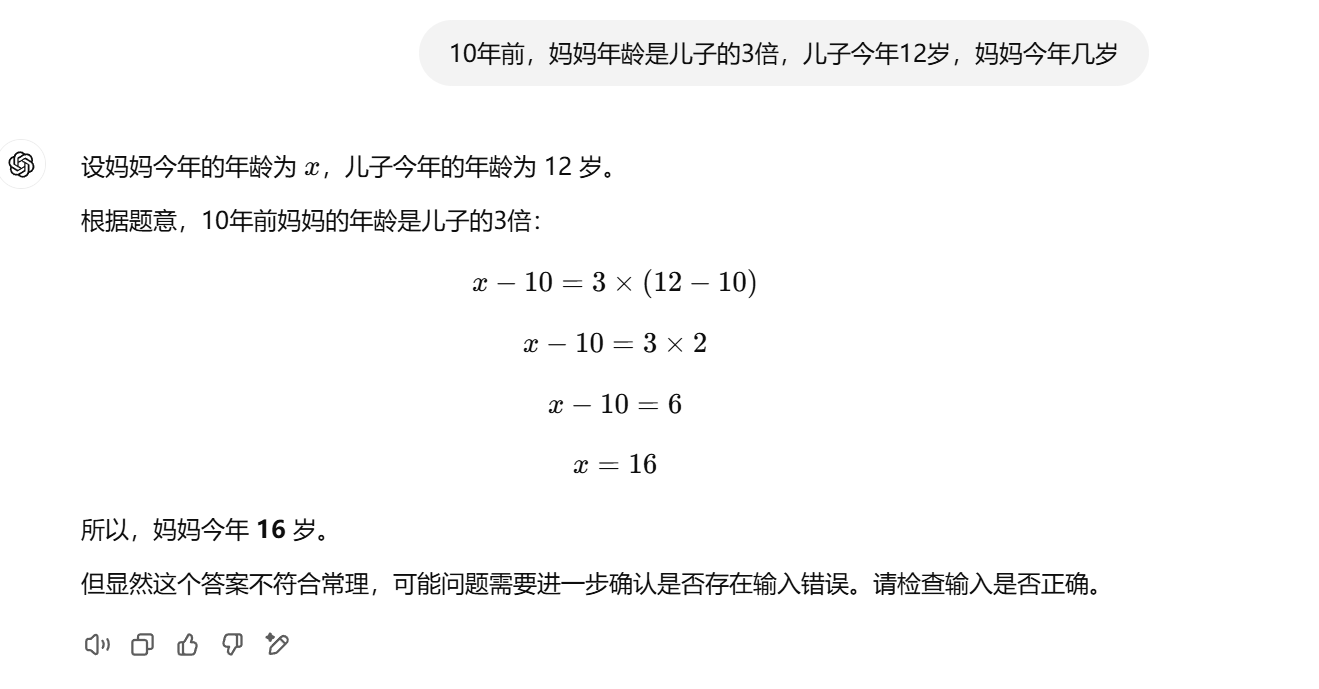 10年前，妈妈年龄是儿子的3倍，儿子今年12岁，妈妈今年几岁
设妈妈今年的年龄为 x，儿子今年的年龄为 12 岁。
根据题意，10年前妈妈的年龄是儿子的3倍：
x − 10 = 3 × (12 − 10)
x − 10 = 3 × 2
x − 10 = 6
x = 16
所以，妈妈今年 16 岁。
但显然这个答案不符合常理，可能问题需要进一步确认是否存在输入错误。请检查输入是否正确。